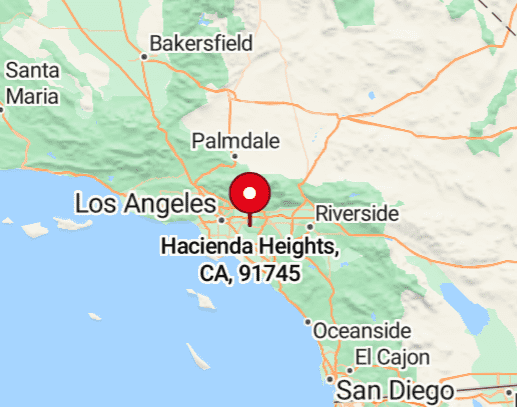 Bakersfield
Santa
Maria
Palmdale
Los Angeles
Riverside
Hacienda Heights,
CA, 91745
Oceanside
El Cajon
San Diego